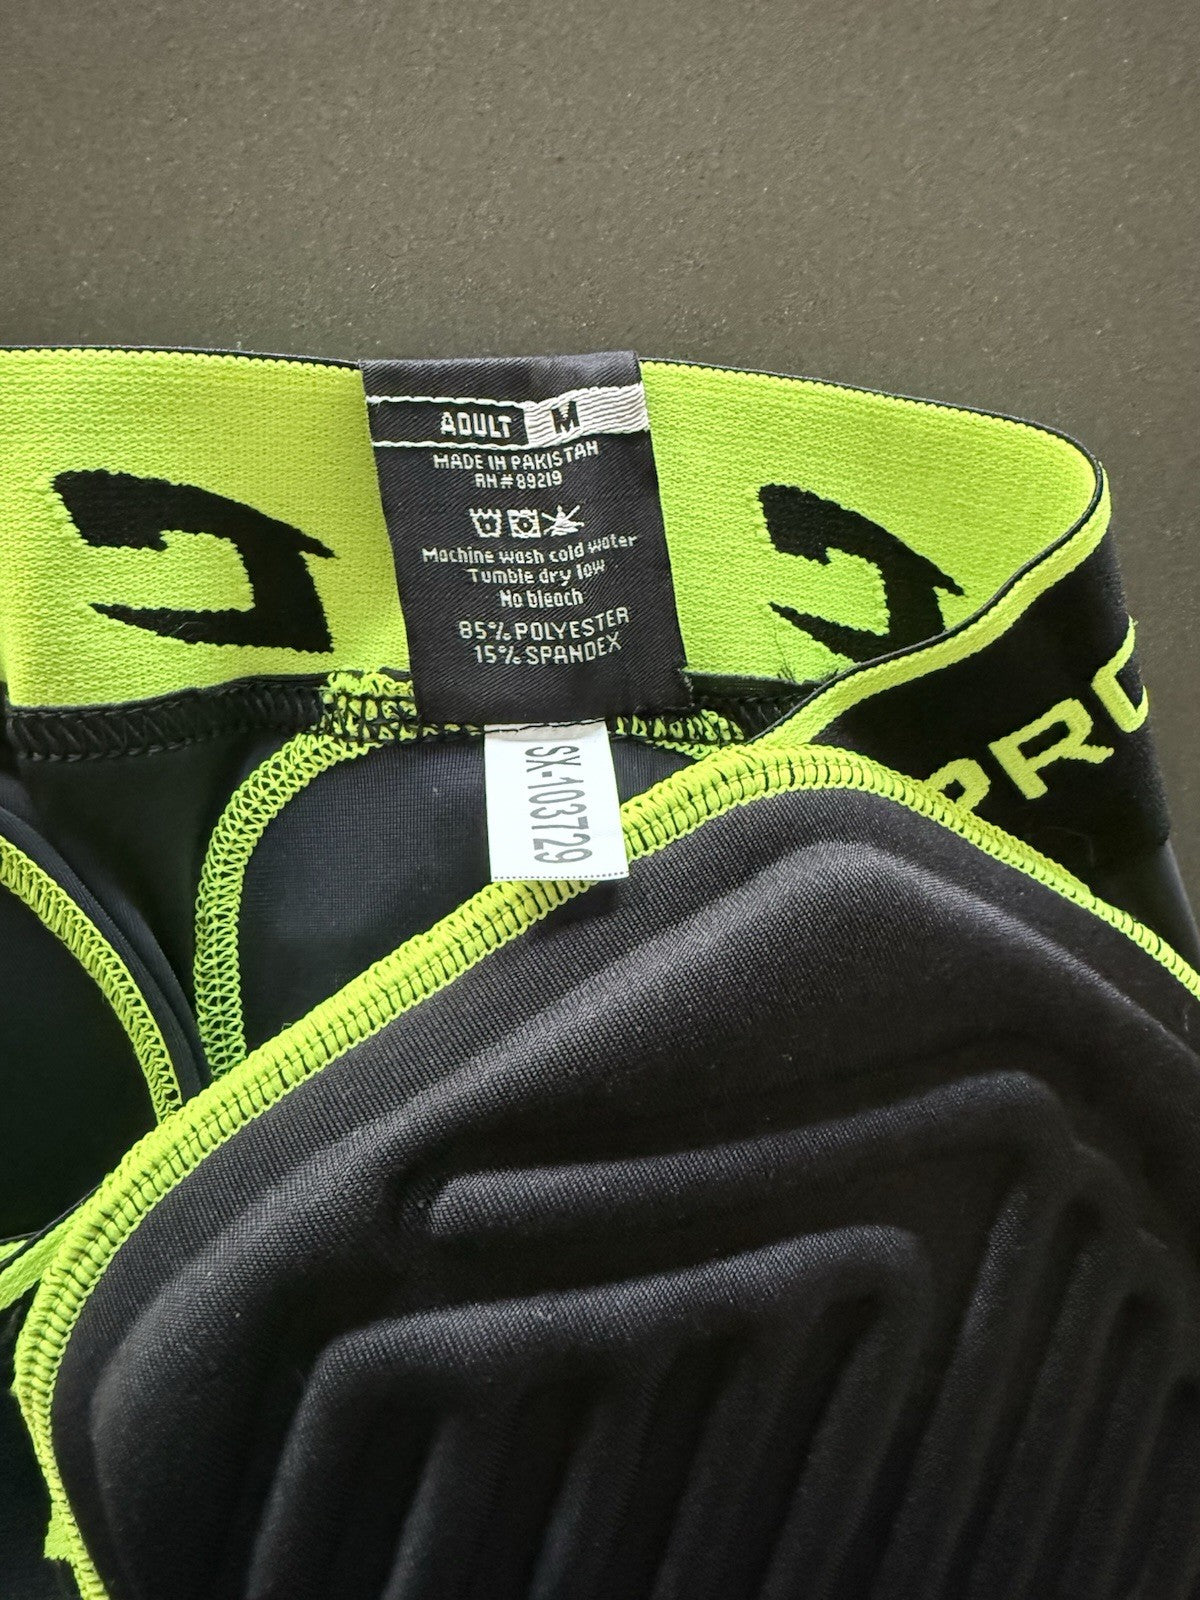 ADULT M
MADE IN PAKISTAN
RH#89219
Machine wash cold water
Tumble dry low
No bleach
85% POLYESTER
15% SPANDEX
SX-103729
PRO